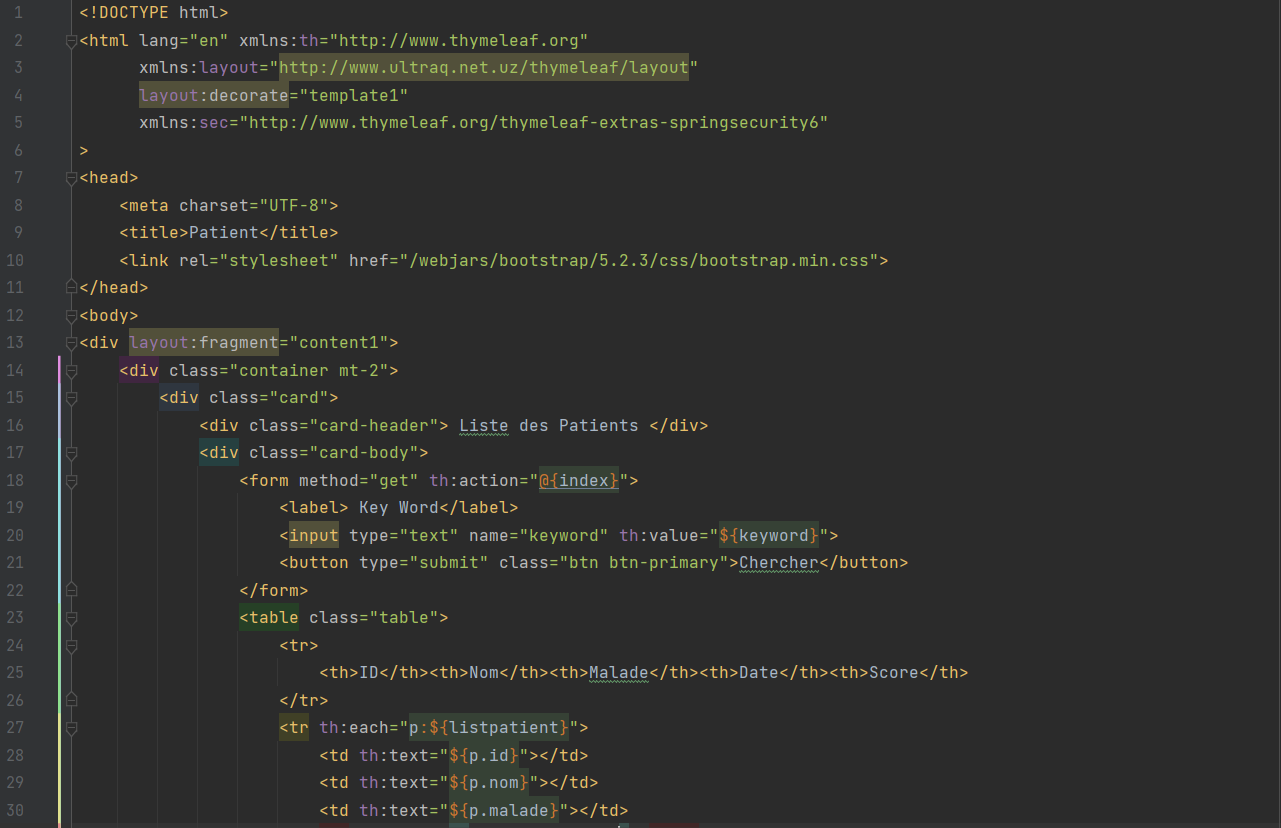 1 <!DOCTYPE html>
2 <html lang="en" xmlns:th="http://www.thymeleaf.org"
3       xmlns:layout="http://www.ultraq.net.uz/thymeleaf/layout"
4       layout:decorate="template1"
5       xmlns:sec="http://www.thymeleaf.org/thymeleaf-extras-springsecurity6"
6 >
7 <head>
8     <meta charset="UTF-8">
9     <title>Patient</title>
10     <link rel="stylesheet" href="/webjars/bootstrap/5.2.3/css/bootstrap.min.css">
11 </head>
12 <body>
13 <div layout:fragment="content1">
14     <div class="container mt-2">
15         <div class="card">
16             <div class="card-header"> Liste des Patients </div>
17             <div class="card-body">
18                 <form method="get" th:action="@{index}">
19                     <label> Key Word</label>
20                     <input type="text" name="keyword" th:value="${keyword}">
21                     <button type="submit" class="btn btn-primary">Chercher</button>
22                 </form>
23                 <table class="table">
24                     <tr>
25                         <th>ID</th><th>Nom</th><th>Malade</th><th>Date</th><th>Score</th>
26                     </tr>
27                     <tr th:each="p:${listpatient}">
28                         <td th:text="${p.id}"></td>
29                         <td th:text="${p.nom}"></td>
30                         <td th:text="${p.malade}"></td>